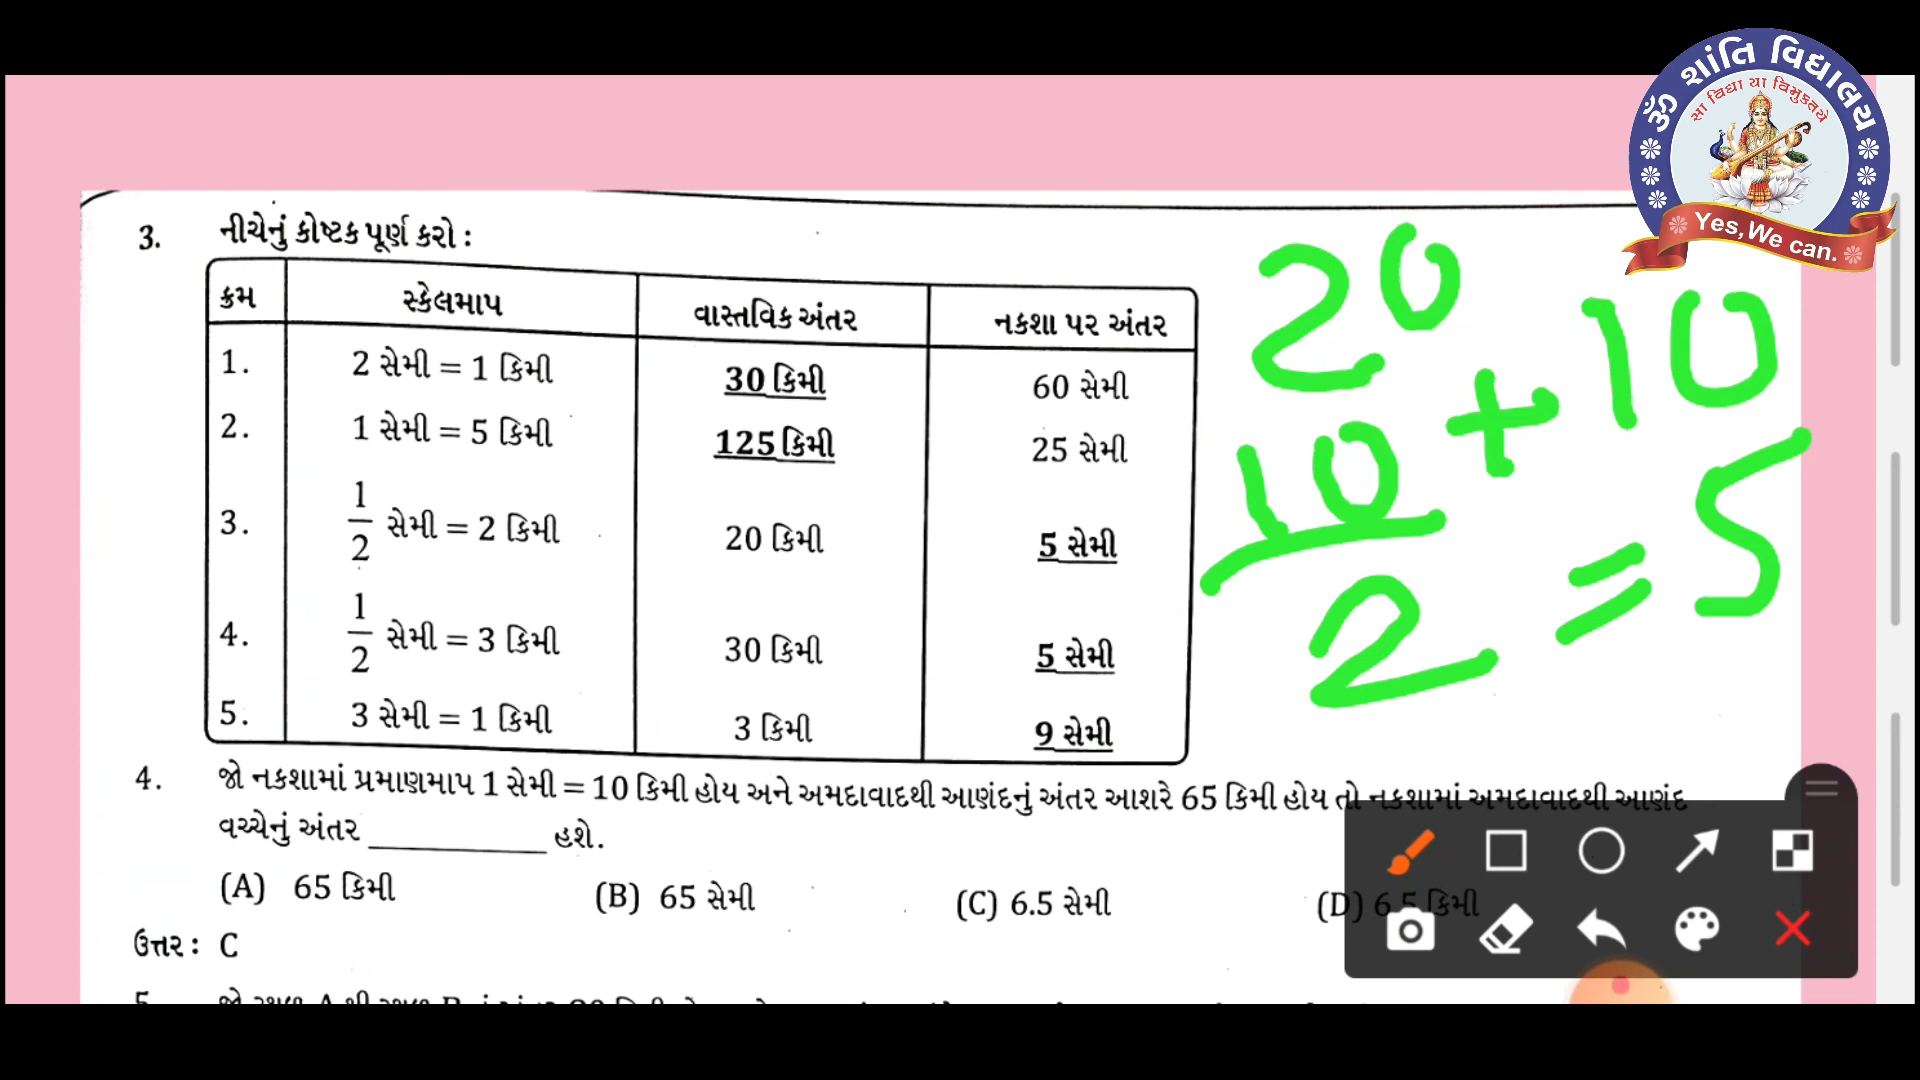 ૐ શાંતિ વિદ્યાલય
સા વિદ્યા યા વિમુક્તયે
Yes,We can.
3. નીચેનું કોષ્ટક પૂર્ણ કરો :
ક્રમ સ્કેલમાપ વાસ્તવિક અંતર નકશા પર અંતર
1. 2 સેમી = 1 કિમી 30 કિમી 60 સેમી
2. 1 સેમી = 5 કિમી 125 કિમી 25 સેમી
3. 1/2 સેમી = 2 કિમી 20 કિમી 5 સેમી
4. 1/2 સેમી = 3 કિમી 30 કિમી 5 સેમી
5. 3 સેમી = 1 કિમી 3 કિમી 9 સેમી
20
+ 10
10/2 = 5
4. જો નકશામાં પ્રમાણમાપ 1 સેમી = 10 કિમી હોય અને અમદાવાદથી આણંદનું અંતર આશરે 65 કિમી હોય તો નકશામાં અમદાવાદથી આણંદ
વચ્ચેનું અંતર __________ હશે.
(A) 65 કિમી (B) 65 સેમી (C) 6.5 સેમી (D) 6.5 કિમી
ઉત્તર : C